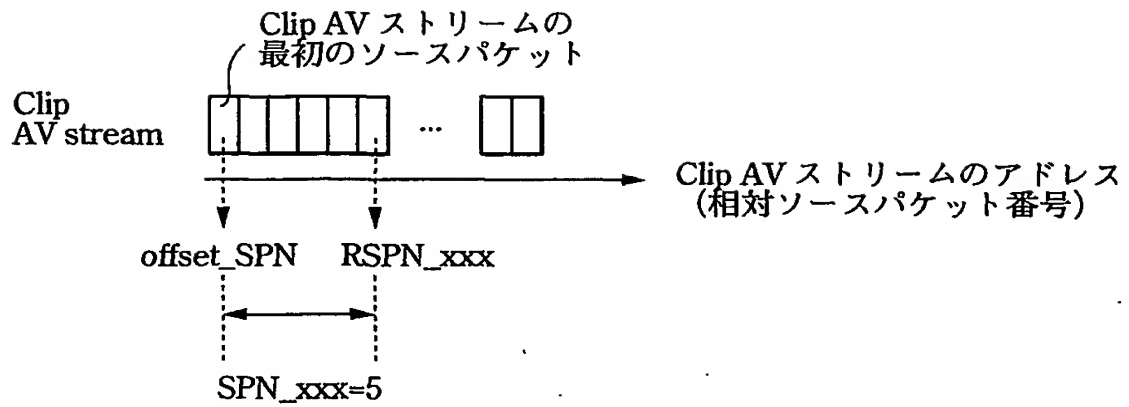 Clip AV ストリームの
最初のソースパケット
Clip
AV stream
...
Clip AV ストリームのアドレス
(相対ソースパケット番号)
offset_SPN RSPN_xxx
SPN_xxx=5